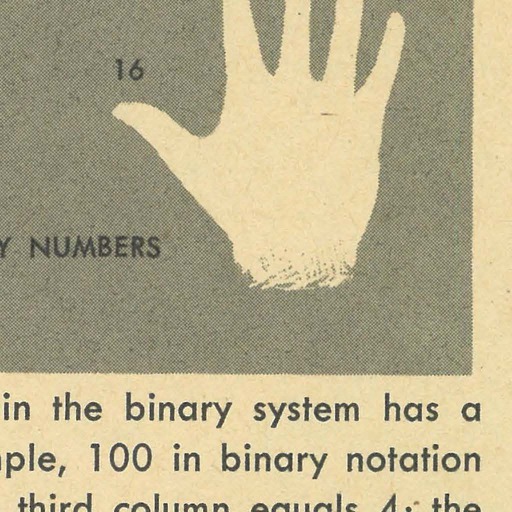 16
Y NUMBERS
in the binary system has a
ple, 100 in binary notation
third column equals 4; the